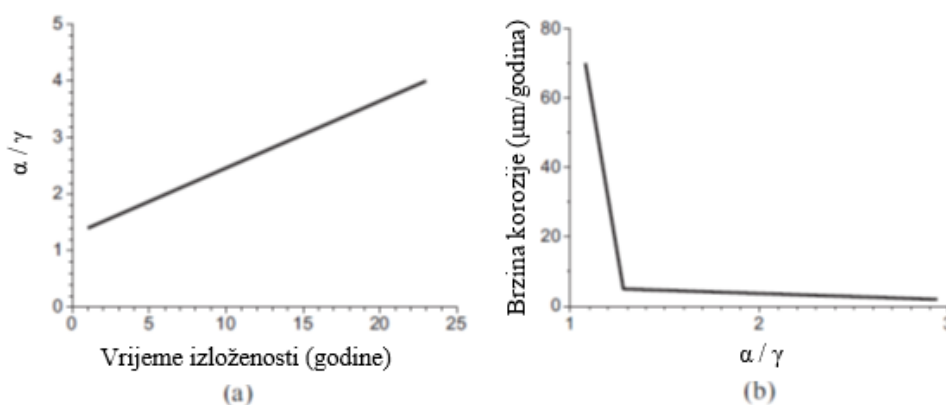 5
4
3
2
1
0
α / γ
0 5 10 15 20 25
Vrijeme izloženosti (godine)
(a)
80
60
40
20
0
Brzina korozije (µm/godina)
1 2 3
α / γ
(b)